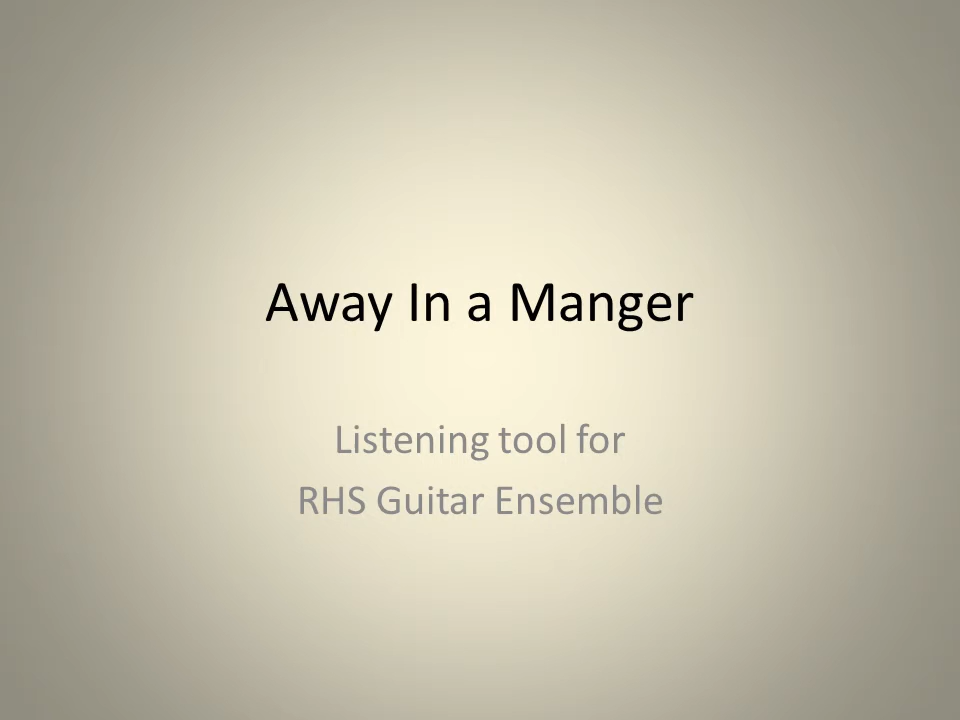 Away In a Manger
Listening tool for
RHS Guitar Ensemble